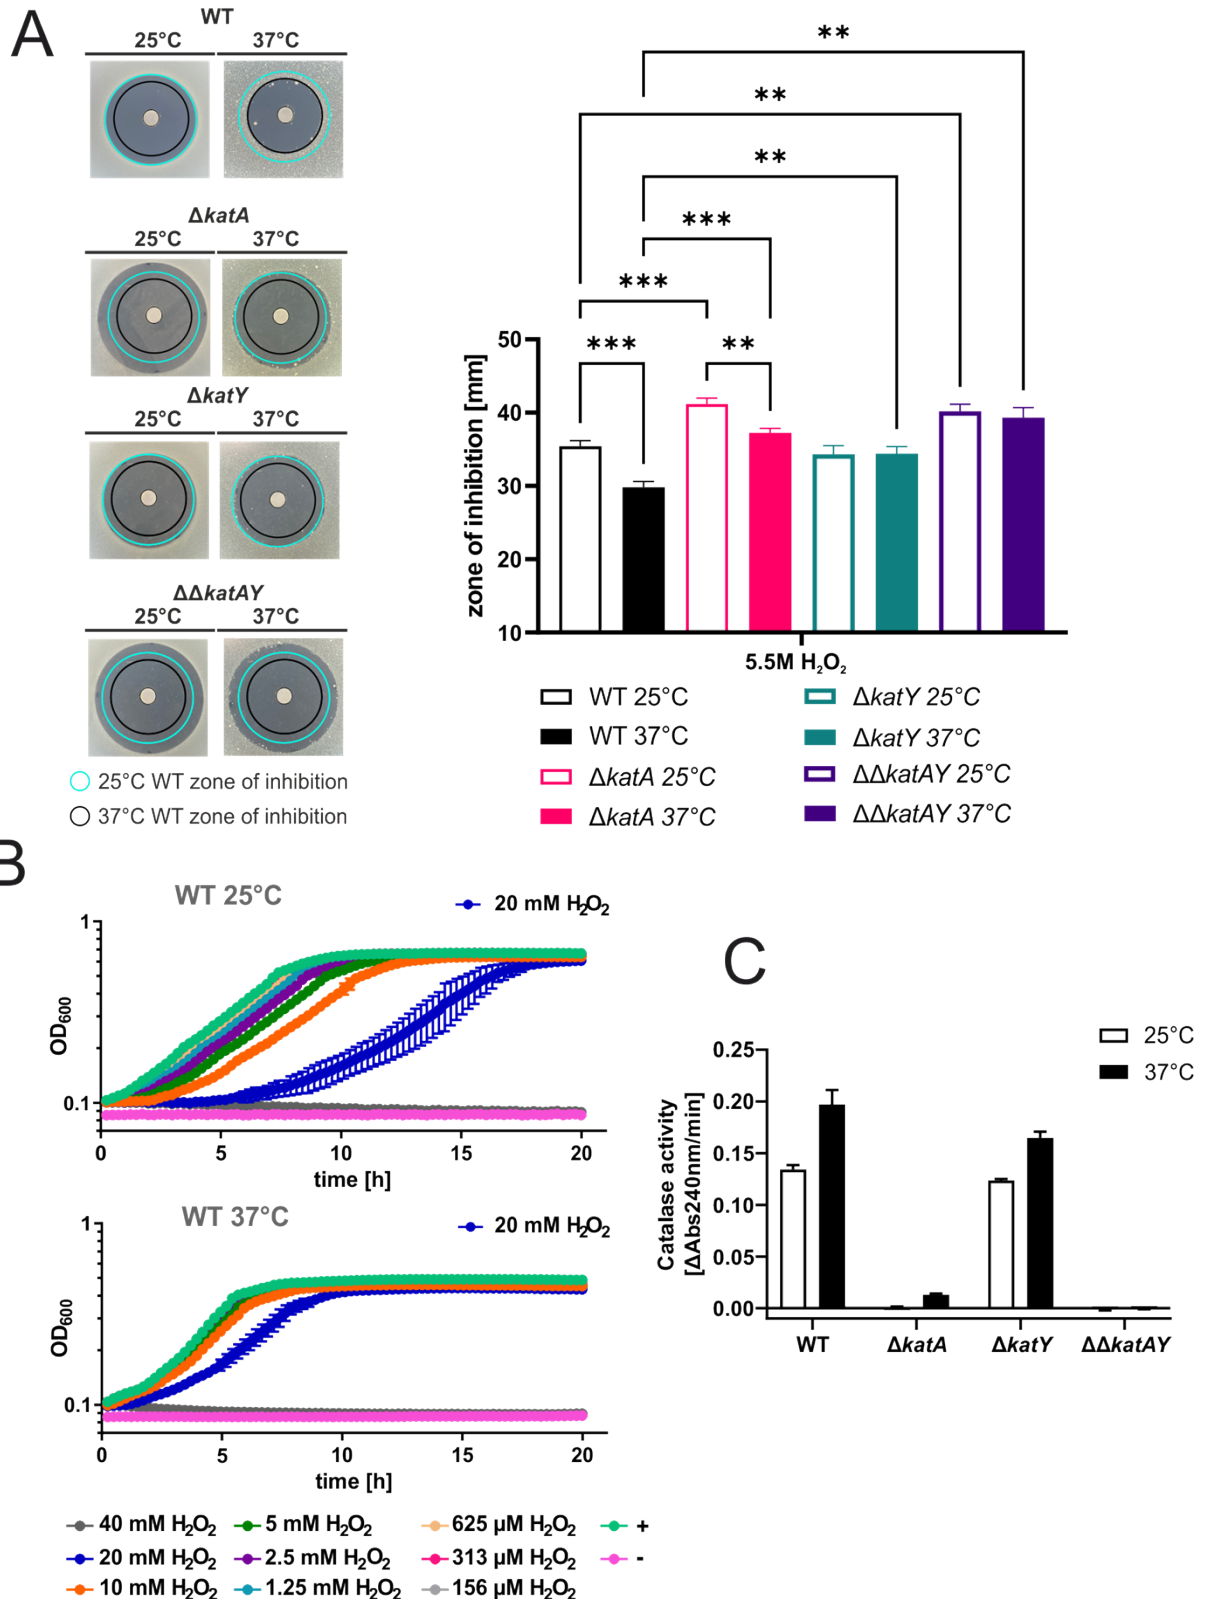 A
WT
25°C 37°C
ΔkatA
25°C 37°C
ΔkatY
25°C 37°C
ΔΔkatAY
25°C 37°C
25°C WT zone of inhibition
37°C WT zone of inhibition
**
**
**
***
***
*** **
zone of inhibition [mm]
50
40
30
20
10
5.5M H₂O₂
WT 25°C
WT 37°C
ΔkatA 25°C
ΔkatA 37°C
ΔkatY 25°C
ΔkatY 37°C
ΔΔkatAY 25°C
ΔΔkatAY 37°C
B
WT 25°C
20 mM H₂O₂
OD₆₀₀
1
0.1
0 5 10 15 20
time [h]
WT 37°C
20 mM H₂O₂
OD₆₀₀
1
0.1
0 5 10 15 20
time [h]
40 mM H₂O₂ 5 mM H₂O₂ 625 µM H₂O₂ +
20 mM H₂O₂ 2.5 mM H₂O₂ 313 µM H₂O₂ -
10 mM H₂O₂ 1.25 mM H₂O₂ 156 µM H₂O₂
C
25°C
37°C
Catalase activity
[ΔAbs240nm/min]
0.25
0.20
0.15
0.10
0.05
0.00
WT ΔkatA ΔkatY ΔΔkatAY